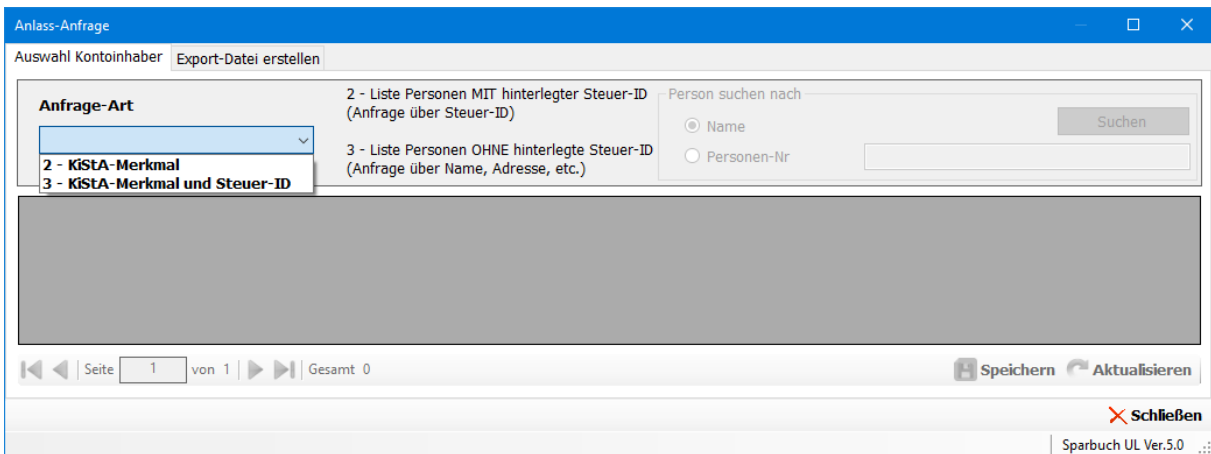 Anlass-Anfrage
Auswahl Kontoinhaber Export-Datei erstellen
Anfrage-Art
2 - KiStA-Merkmal
3 - KiStA-Merkmal und Steuer-ID
2 - Liste Personen MIT hinterlegter Steuer-ID
(Anfrage über Steuer-ID)
3 - Liste Personen OHNE hinterlegte Steuer-ID
(Anfrage über Name, Adresse, etc.)
Person suchen nach
Name
Personen-Nr
Suchen
Seite 1 von 1 Gesamt 0
Speichern Aktualisieren
Schließen
Sparbuch UL Ver.5.0